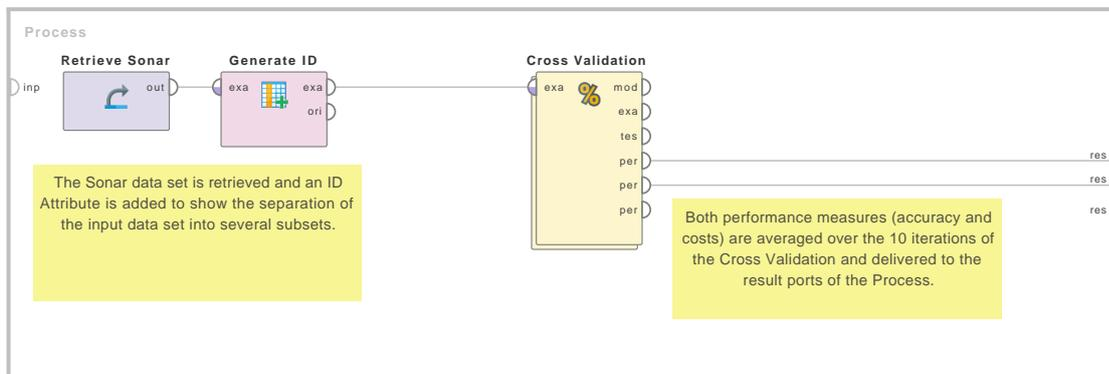 Process
Retrieve Sonar
Generate ID
Cross Validation
inp
out
exa
exa
ori
exa
mod
exa
tes
per
per
per
res
res
res
The Sonar data set is retrieved and an ID
Attribute is added to show the separation of
the input data set into several subsets.
Both performance measures (accuracy and
costs) are averaged over the 10 iterations of
the Cross Validation and delivered to the
result ports of the Process.